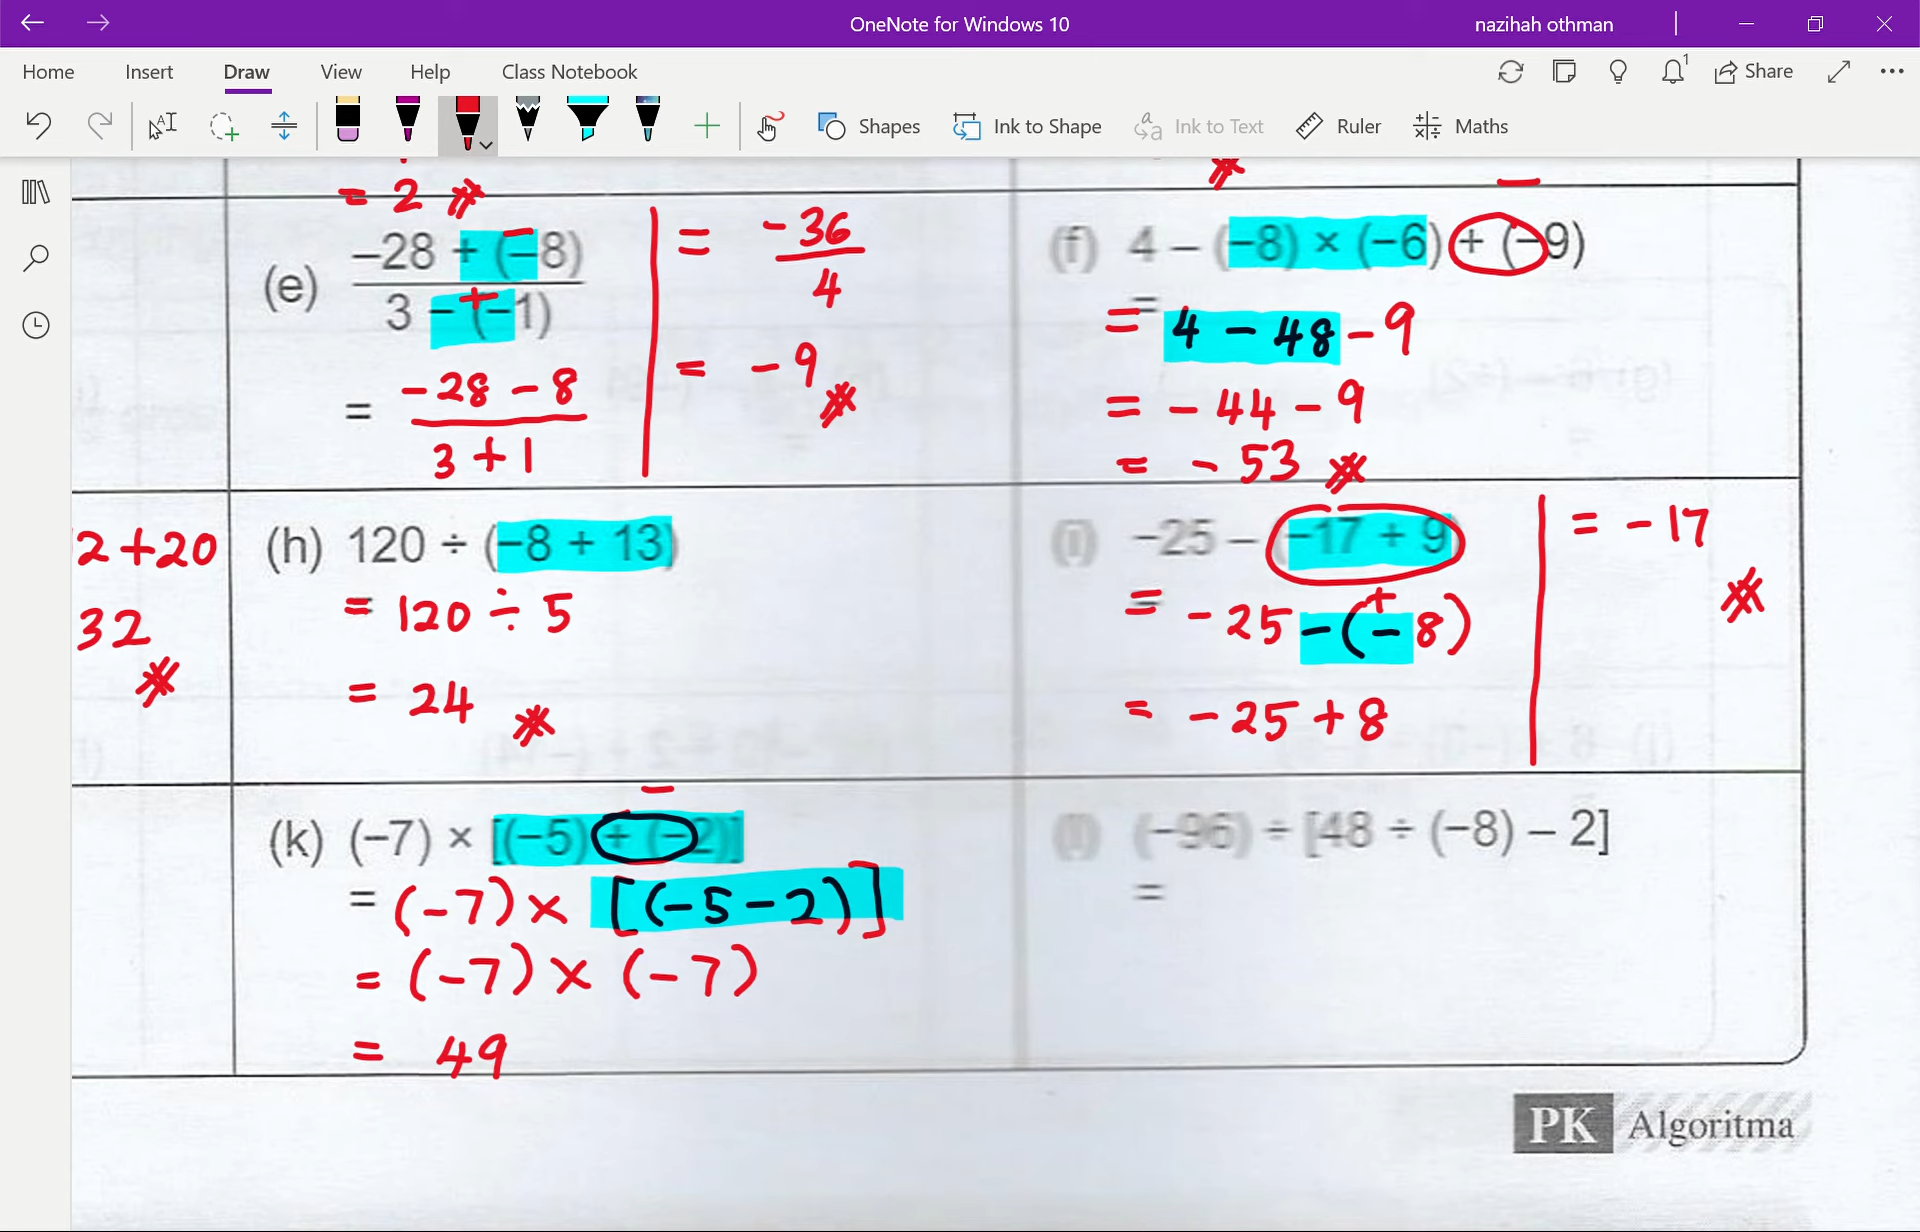 OneNote for Windows 10
nazihah othman
Home Insert Draw View Help Class Notebook
1 Share
Shapes Ink to Shape Ink to Text Ruler Maths
= 2
(e) −28 + (−8)
3 − (−1)
−
+
= −28 − 8
3 + 1
= −36
4
= −9
(f) 4 − (−8) × (−6) + (−9)
−
=
= 4 − 48 − 9
= −44 − 9
= −53
2 + 20
32
(h) 120 ÷ (−8 + 13)
= 120 ÷ 5
= 24
(i) −25 − (−17 + 9)
= −25 −(−8)
+
= −25 + 8
= −17
(k) (−7) × [(−5) + (−2)]
−
= (−7) × [(−5 − 2)]
= (−7) × (−7)
= 49
(l) (−96) ÷ [48 ÷ (−8) − 2]
=
PK Algoritma